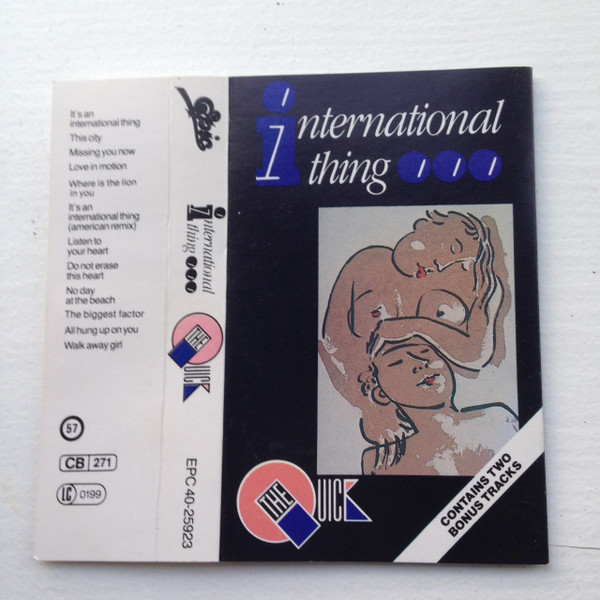 It's an
international thing
This city
Missing you now
Love in motion
Where is the lion
in you
It's an
international thing
(american remix)
Listen to
your heart
Do not erase
this heart
No day
at the beach
The biggest factor
All hung up on you
Walk away girl
57
CB 271
LC 0199
Epic
international
thing
THE QUICK
EPC 40-25923
international
thing
THE QUICK
CONTAINS TWO
BONUS TRACKS